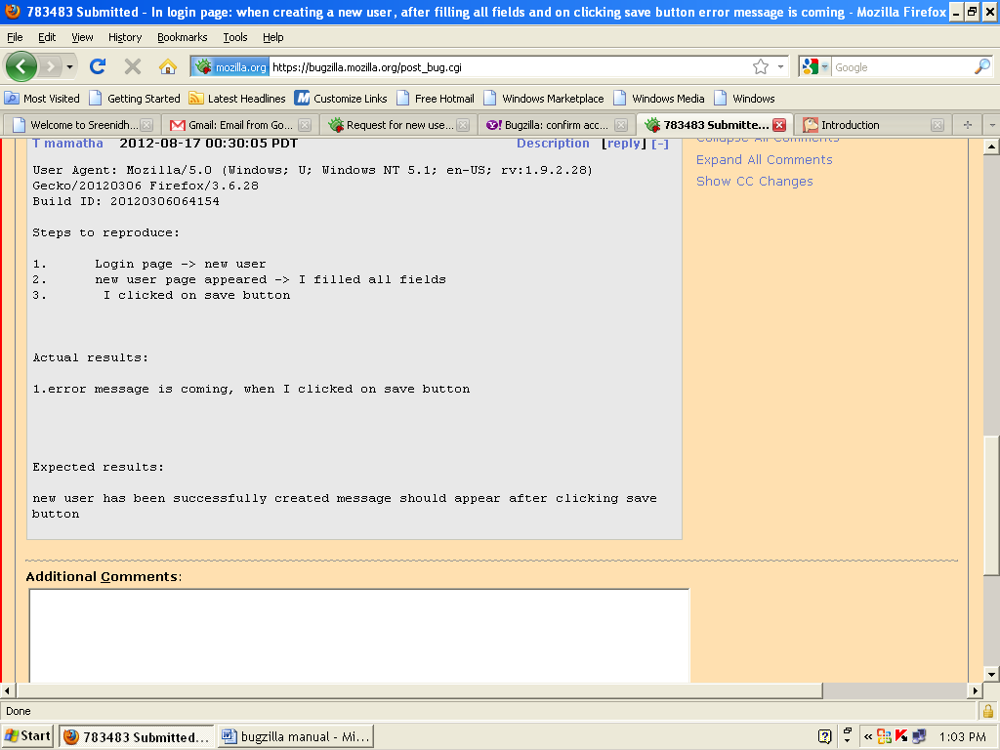 783483 Submitted - In login page: when creating a new user, after filling all fields and on clicking save button error message is coming - Mozilla Firefox
File Edit View History Bookmarks Tools Help
mozilla.org https://bugzilla.mozilla.org/post_bug.cgi Google
Most Visited Getting Started Latest Headlines Customize Links Free Hotmail Windows Marketplace Windows Media Windows
Welcome to Sreenidh... Gmail: Email from Go... Request for new use... Bugzilla: confirm acc... 783483 Submitte... Introduction
Collapse All Comments
T mamatha 2012-08-17 00:30:05 PDT Description [reply] [-]
Expand All Comments
User Agent: Mozilla/5.0 (Windows; U; Windows NT 5.1; en-US; rv:1.9.2.28)
Show CC Changes
Gecko/20120306 Firefox/3.6.28
Build ID: 20120306064154
Steps to reproduce:
1. Login page -> new user
2. new user page appeared -> I filled all fields
3. I clicked on save button
Actual results:
1.error message is coming, when I clicked on save button
Expected results:
new user has been successfully created message should appear after clicking save
button
Additional Comments:
Done
Start 783483 Submitted... bugzilla manual - Mi... 1:03 PM